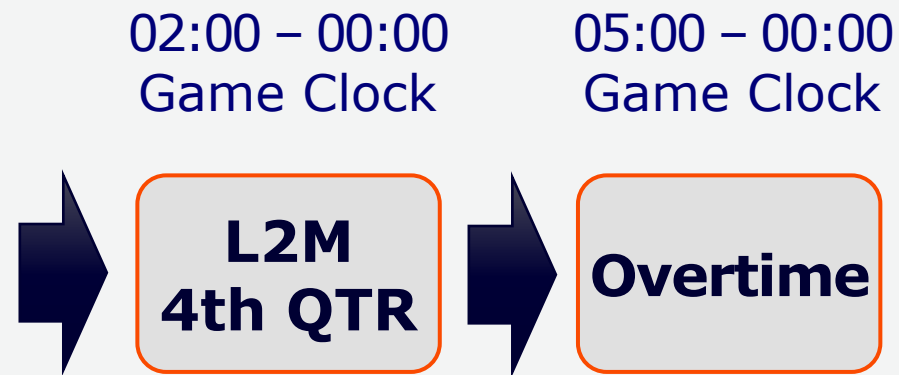 02:00 – 00:00
Game Clock
05:00 – 00:00
Game Clock
L2M
4th QTR
Overtime